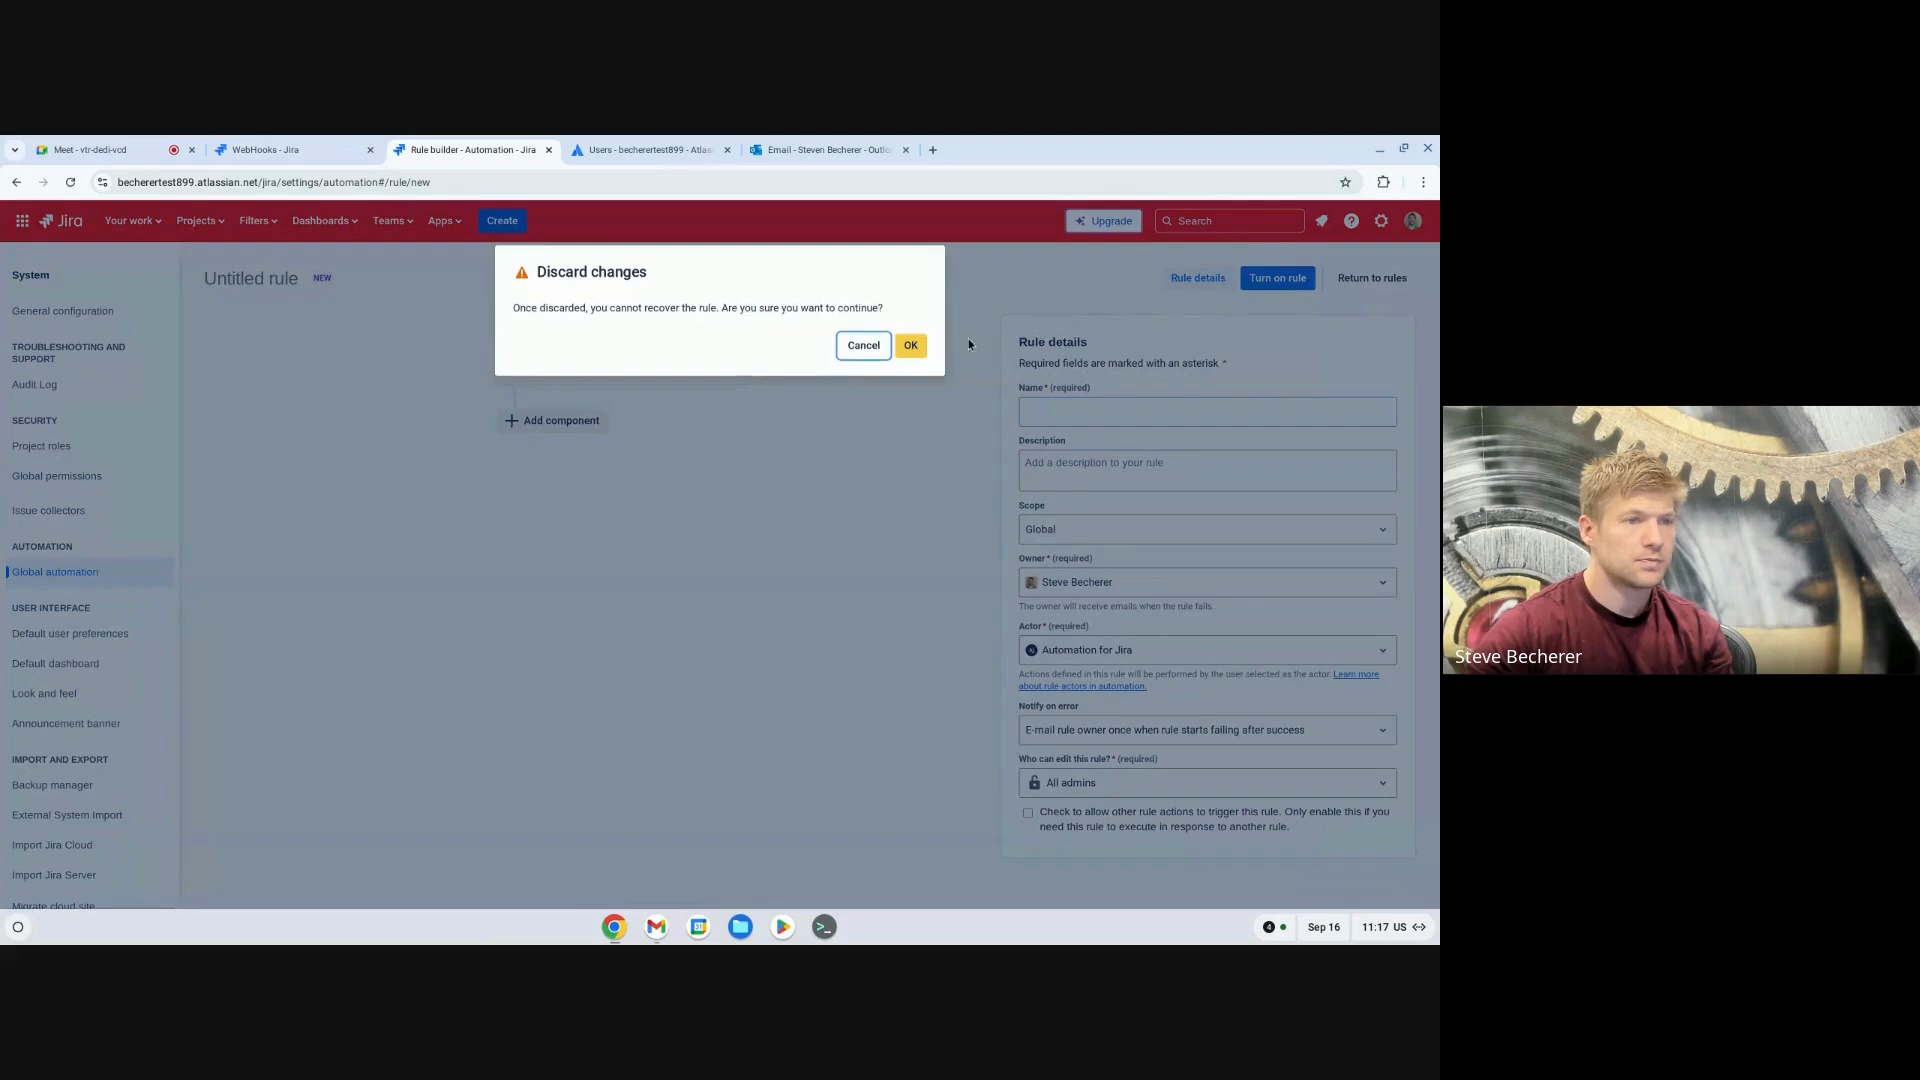 Meet - vtr-dedi-vcd
WebHooks - Jira
Rule builder - Automation - Jira
Users - becherertest899 - Atlas
Email - Steven Becherer - Outlo
becherertest899.atlassian.net/jira/settings/automation#/rule/new
Jira
Your work
Projects
Filters
Dashboards
Teams
Apps
Create
Upgrade
Search
System
General configuration
TROUBLESHOOTING AND
SUPPORT
Audit Log
SECURITY
Project roles
Global permissions
Issue collectors
AUTOMATION
Global automation
USER INTERFACE
Default user preferences
Default dashboard
Look and feel
Announcement banner
IMPORT AND EXPORT
Backup manager
External System Import
Import Jira Cloud
Import Jira Server
Migrate cloud site
Untitled rule
NEW
Discard changes
Once discarded, you cannot recover the rule. Are you sure you want to continue?
Cancel
OK
Add component
Rule details
Turn on rule
Return to rules
Rule details
Required fields are marked with an asterisk *
Name* (required)
Description
Add a description to your rule
Scope
Global
Owner* (required)
Steve Becherer
The owner will receive emails when the rule fails.
Actor* (required)
Automation for Jira
Actions defined in this rule will be performed by the user selected as the actor. Learn more
about rule actors in automation.
Notify on error
E-mail rule owner once when rule starts failing after success
Who can edit this rule?* (required)
All admins
Check to allow other rule actions to trigger this rule. Only enable this if you
need this rule to execute in response to another rule.
4
Sep 16
11:17 US
Steve Becherer